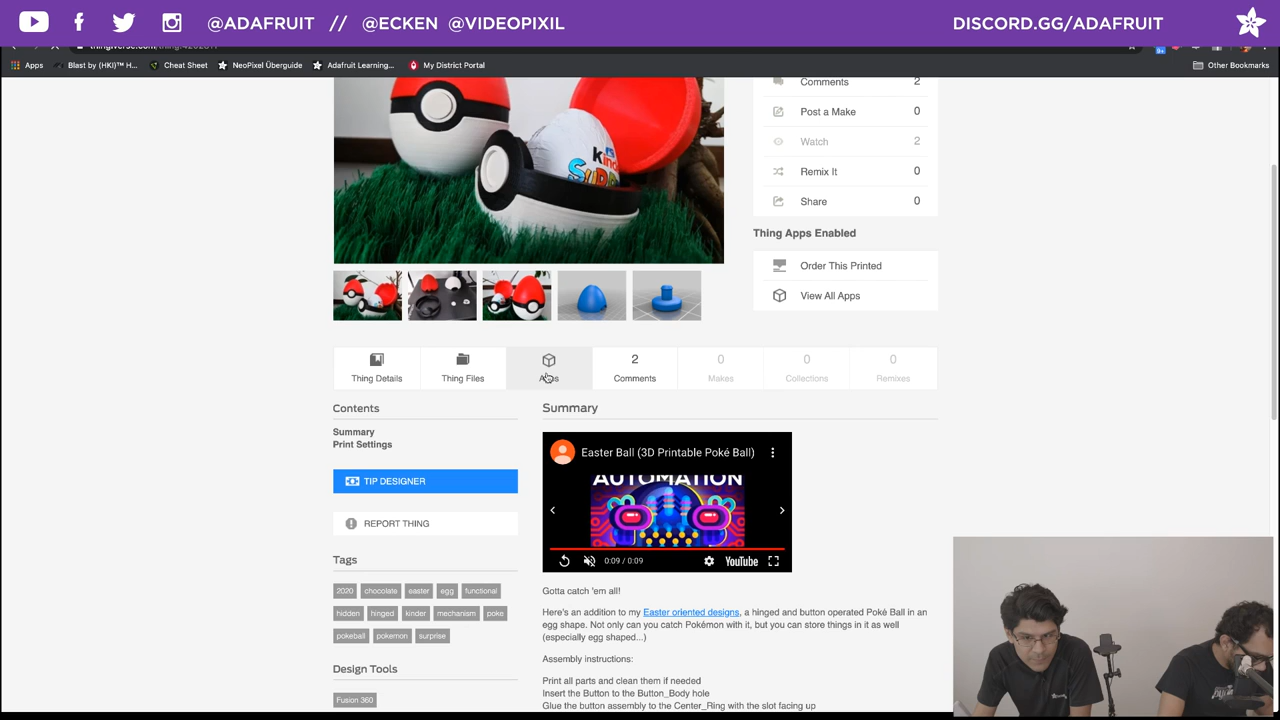 @ADAFRUIT // @ECKEN @VIDEOPIXIL
DISCORD.GG/ADAFRUIT
Apps
Blast by (HKI)™ H...
Cheat Sheet
NeoPixel Überguide
Adafruit Learning...
My District Portal
Other Bookmarks
Comments 2
Post a Make 0
Watch 2
Remix It 0
Share 0
Thing Apps Enabled
Order This Printed
View All Apps
Thing Details
Thing Files
Apps
2
Comments
0
Makes
0
Collections
0
Remixes
Contents
Summary
Print Settings
TIP DESIGNER
REPORT THING
Tags
2020 chocolate easter egg functional
hidden hinged kinder mechanism poke
pokeball pokemon surprise
Design Tools
Fusion 360
Summary
Easter Ball (3D Printable Poké Ball)
AUTOMATION
0:09 / 0:09
YouTube
Gotta catch 'em all!
Here's an addition to my Easter oriented designs, a hinged and button operated Poké Ball in an
egg shape. Not only can you catch Pokémon with it, but you can store things in it as well
(especially egg shaped...)
Assembly instructions:
Print all parts and clean them if needed
Insert the Button to the Button_Body hole
Glue the button assembly to the Center_Ring with the slot facing up